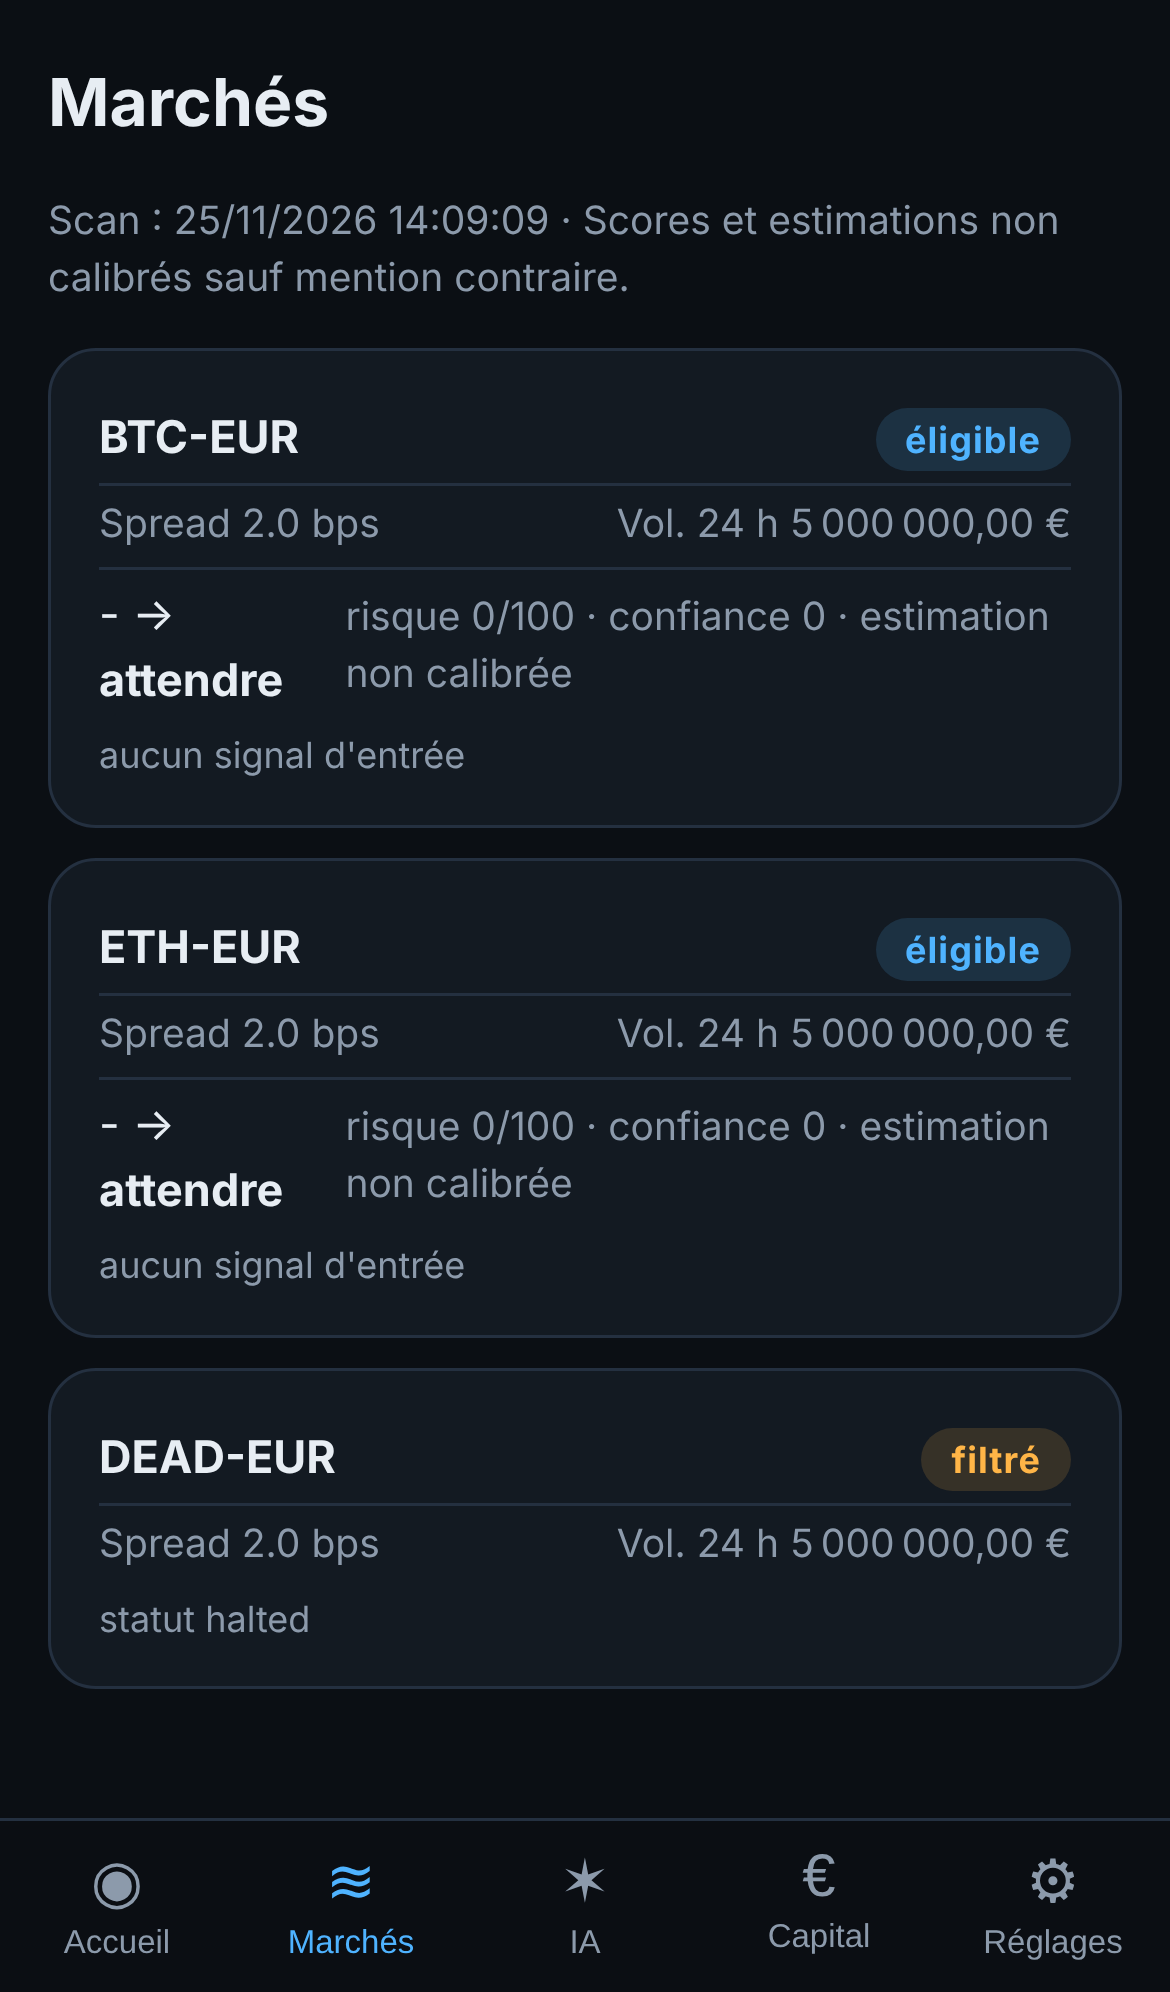 Marchés
Scan : 25/11/2026 14:09:09 · Scores et estimations non
calibrés sauf mention contraire.
BTC-EUR éligible
Spread 2.0 bps Vol. 24 h 5 000 000,00 €
- → risque 0/100 · confiance 0 · estimation
attendre non calibrée
aucun signal d'entrée
ETH-EUR éligible
Spread 2.0 bps Vol. 24 h 5 000 000,00 €
- → risque 0/100 · confiance 0 · estimation
attendre non calibrée
aucun signal d'entrée
DEAD-EUR filtré
Spread 2.0 bps Vol. 24 h 5 000 000,00 €
statut halted
Accueil Marchés IA Capital Réglages